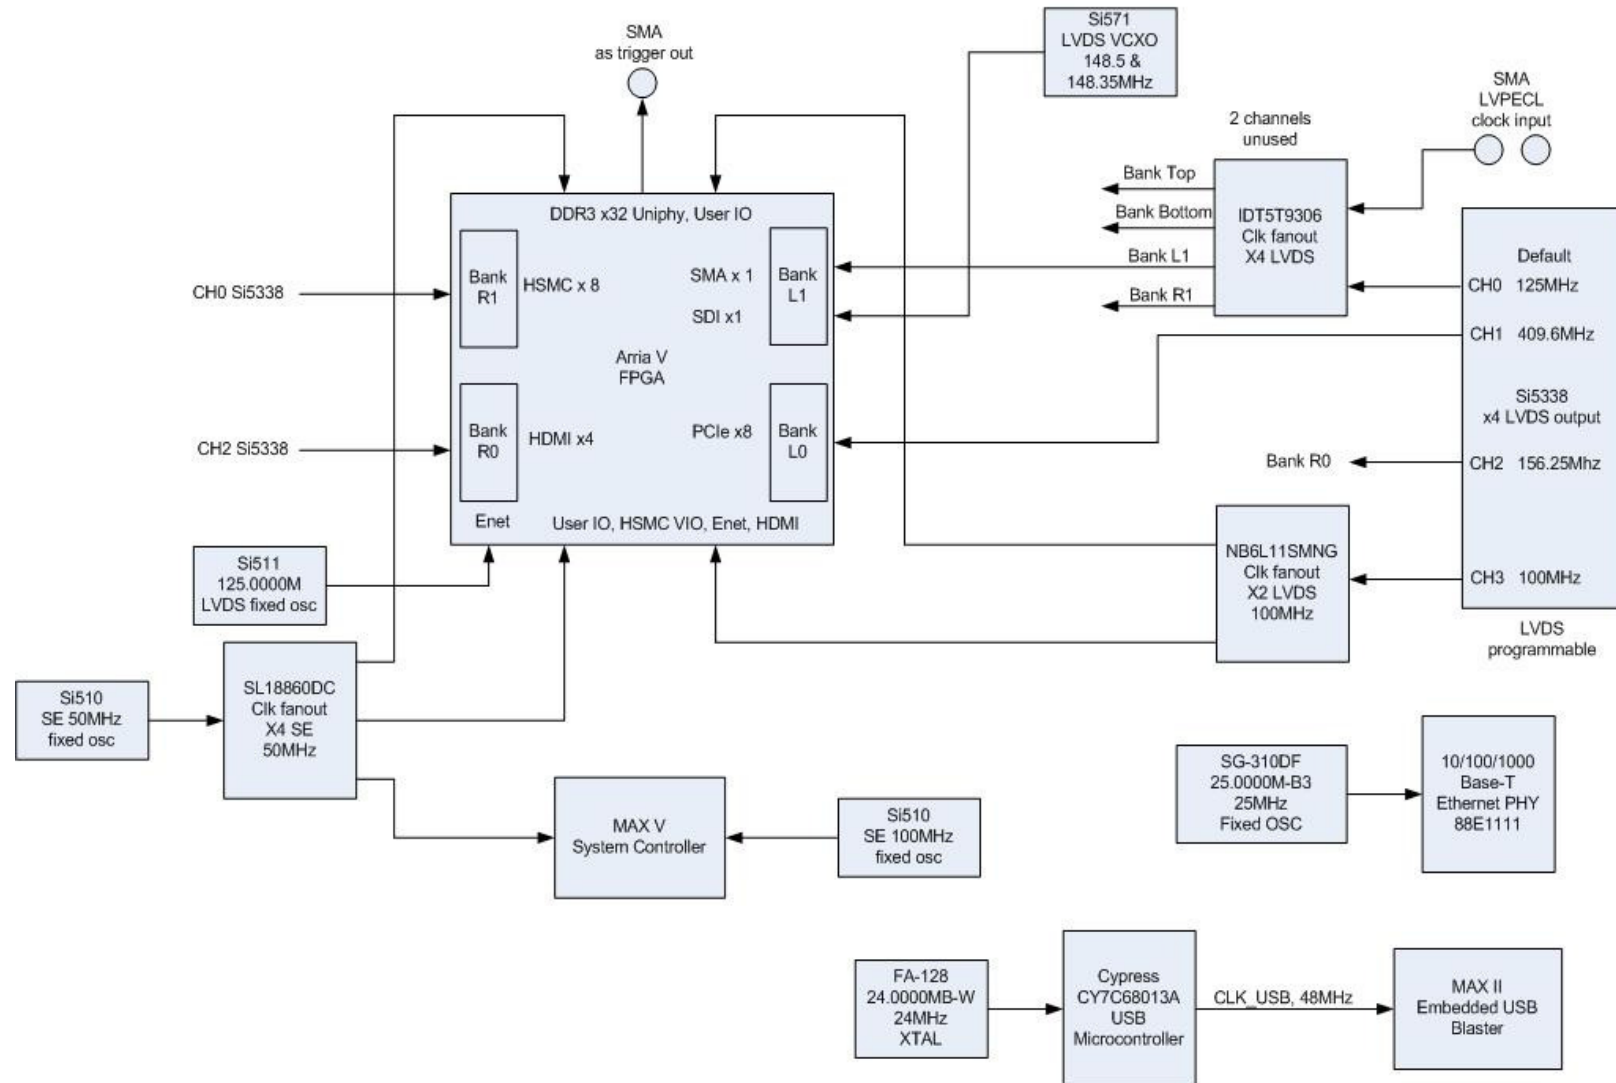 SMA
as trigger out
Si571
LVDS VCXO
148.5 &
148.35MHz
SMA
LVPECL
clock input
2 channels
unused
Bank Top
Bank Bottom
Bank L1
Bank R1
IDT5T9306
Clk fanout
X4 LVDS
Default
CH0 125MHz
CH1 409.6MHz
Si5338
x4 LVDS output
CH2 156.25Mhz
CH3 100MHz
LVDS
programmable
Bank R0
DDR3 x32 Uniphy, User IO
Bank
R1
HSMC x 8
SMA x 1
SDI x1
Bank
L1
CH0 Si5338
Arria V
FPGA
Bank
R0
HDMI x4
PCIe x8
Bank
L0
CH2 Si5338
Enet
User IO, HSMC VIO, Enet, HDMI
NB6L11SMNG
Clk fanout
X2 LVDS
100MHz
Si511
125.0000M
LVDS fixed osc
Si510
SE 50MHz
fixed osc
SL18860DC
Clk fanout
X4 SE
50MHz
MAX V
System Controller
Si510
SE 100MHz
fixed osc
SG-310DF
25.0000M-B3
25MHz
Fixed OSC
10/100/1000
Base-T
Ethernet PHY
88E1111
FA-128
24.0000MB-W
24MHz
XTAL
Cypress
CY7C68013A
USB
Microcontroller
CLK_USB, 48MHz
MAX II
Embedded USB
Blaster